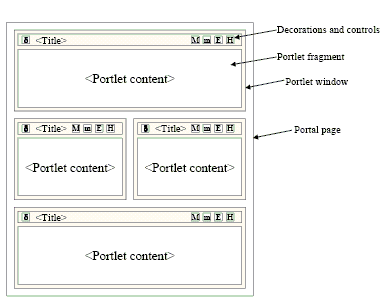 Decorations and controls
δ <Title> M m E H
Portlet fragment
<Portlet content>
Portlet window
δ <Title> M m E H δ <Title> M m E H
Portal page
<Portlet content> <Portlet content>
δ <Title> M m E H
<Portlet content>